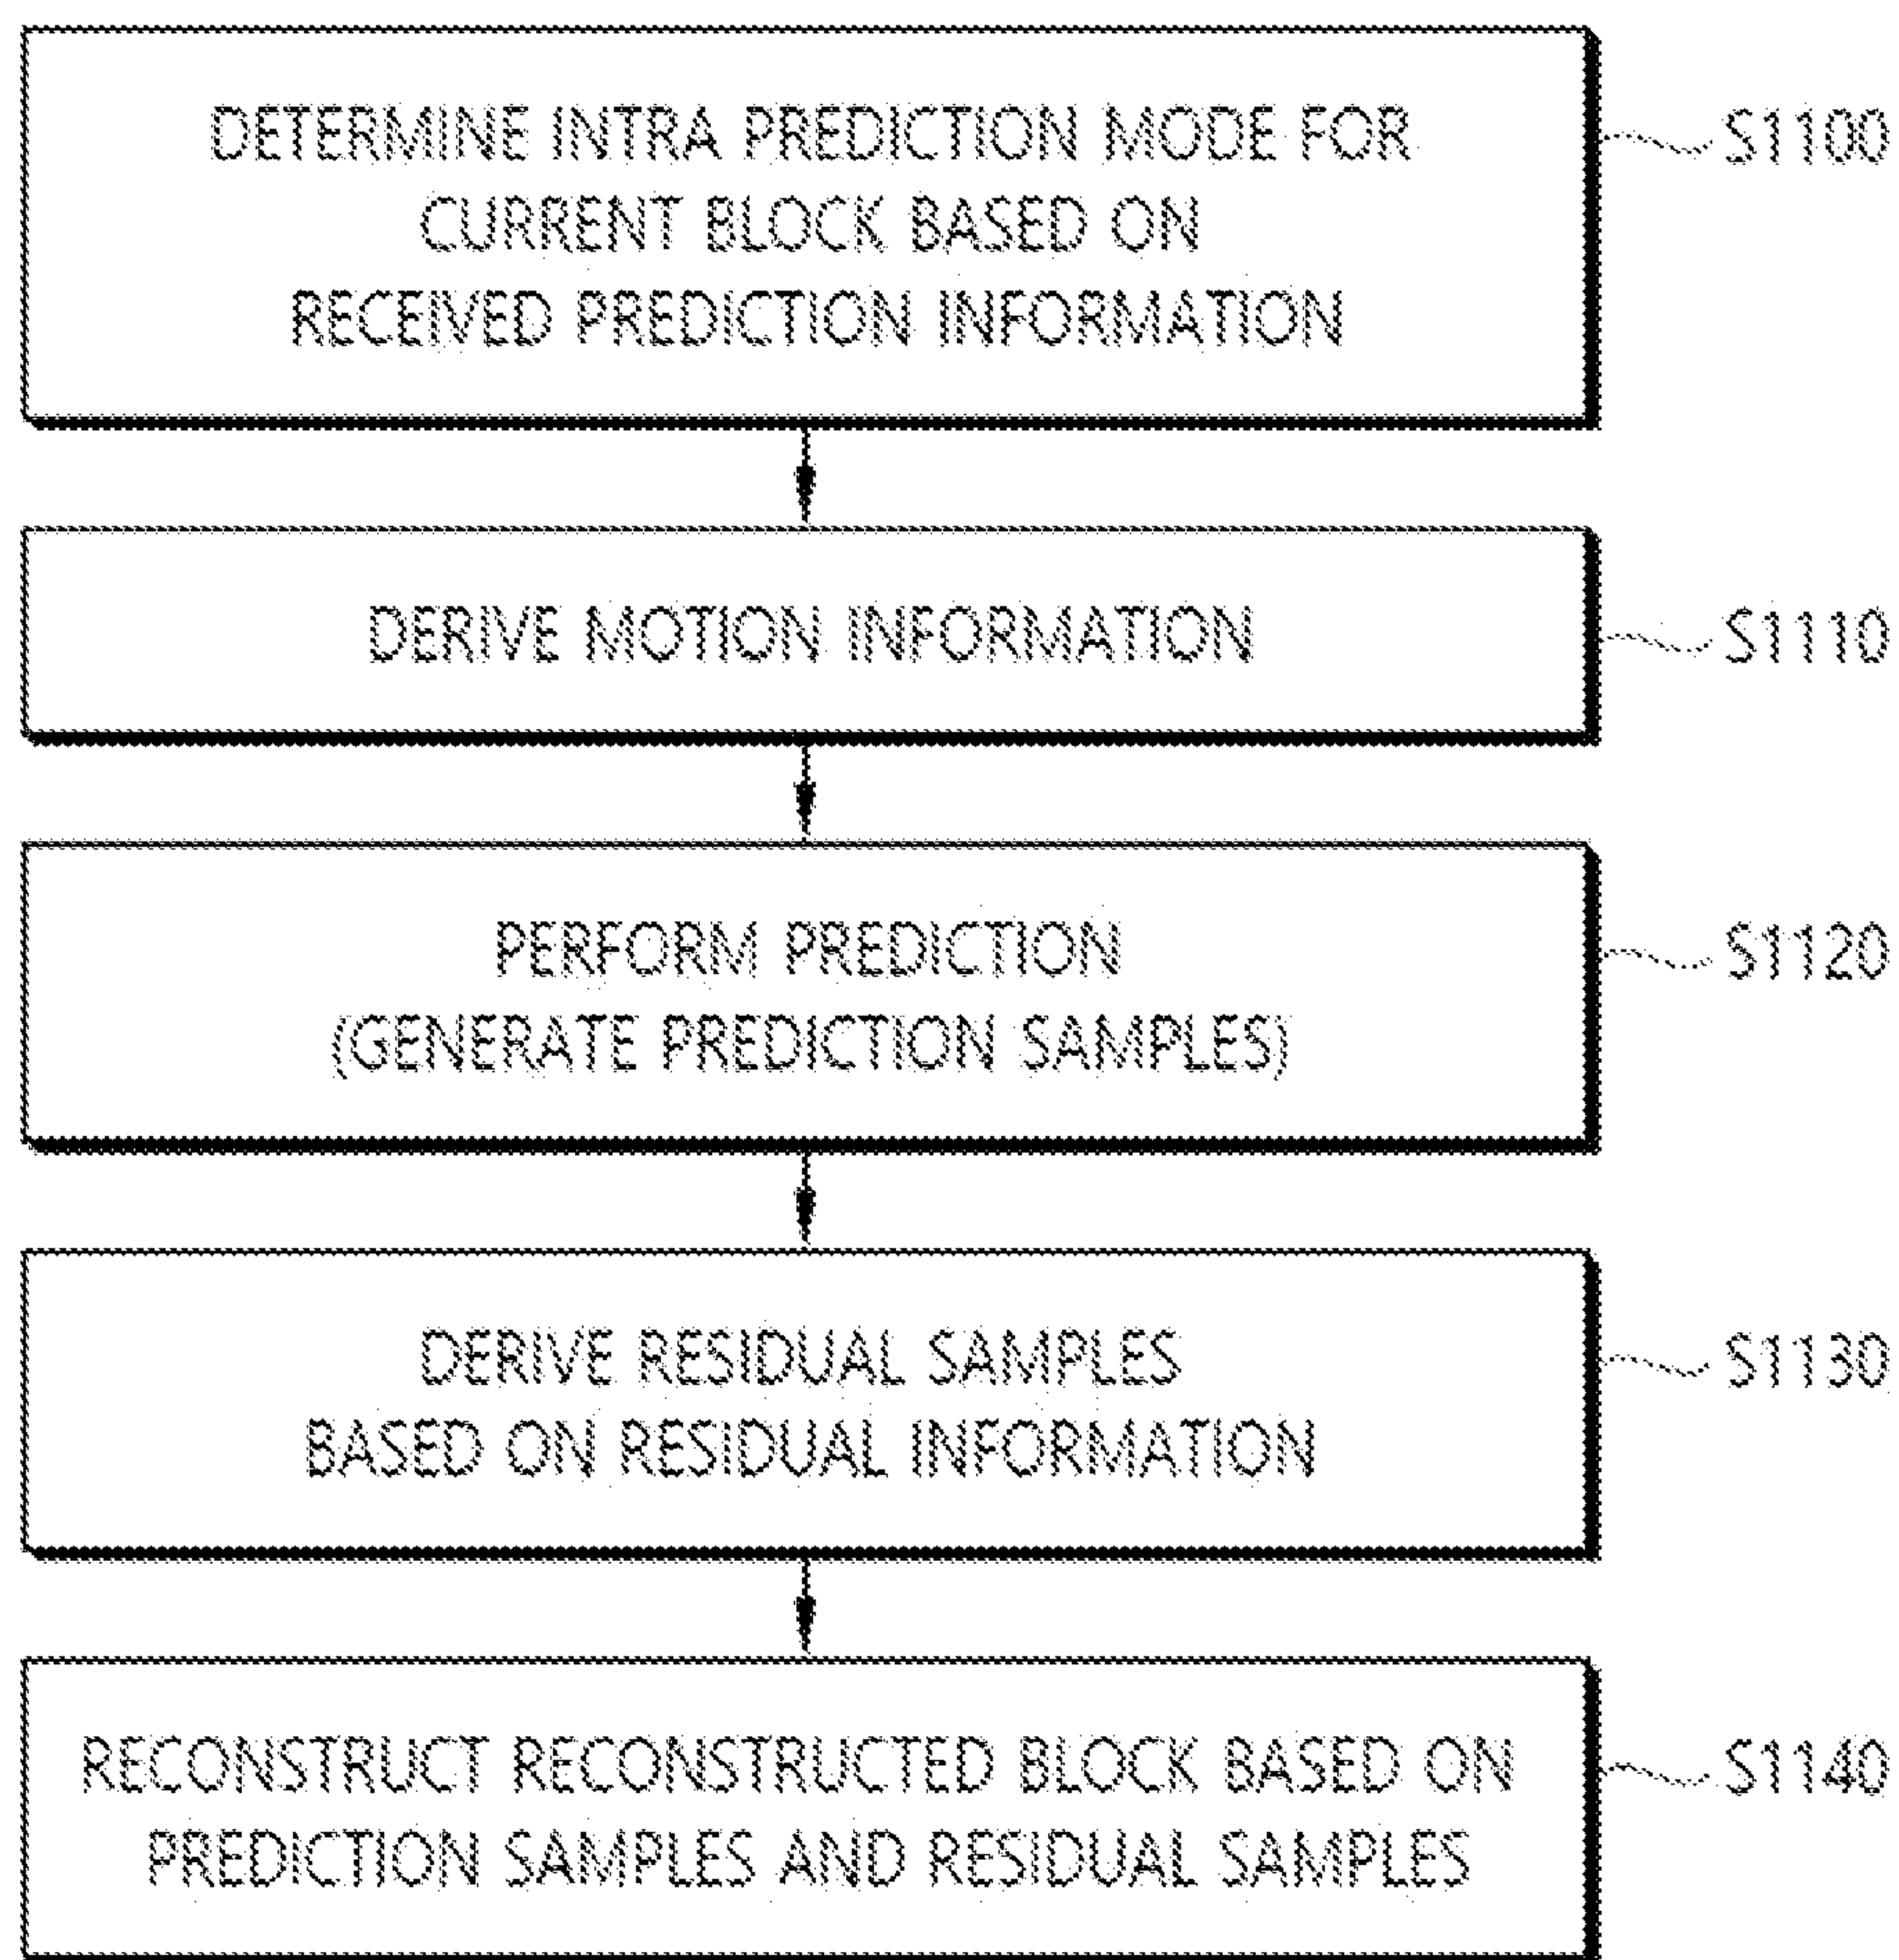 DETERMINE INTRA PREDICTION MODE FOR
CURRENT BLOCK BASED ON
RECEIVED PREDICTION INFORMATION
S1100
DERIVE MOTION INFORMATION
S1110
PERFORM PREDICTION
(GENERATE PREDICTION SAMPLES)
S1120
DERIVE RESIDUAL SAMPLES
BASED ON RESIDUAL INFORMATION
S1130
RECONSTRUCT RECONSTRUCTED BLOCK BASED ON
PREDICTION SAMPLES AND RESIDUAL SAMPLES
S1140